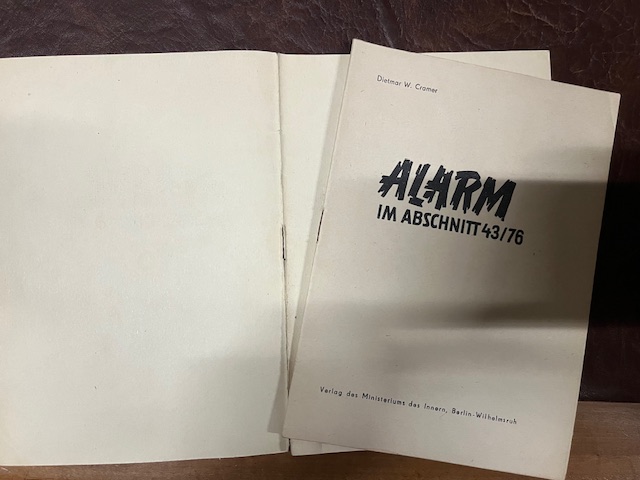 Dietmar W. Cramer
ALARM
IM ABSCHNITT 43/76
Verlag des Ministeriums des Innern, Berlin-Wilhelmsruh